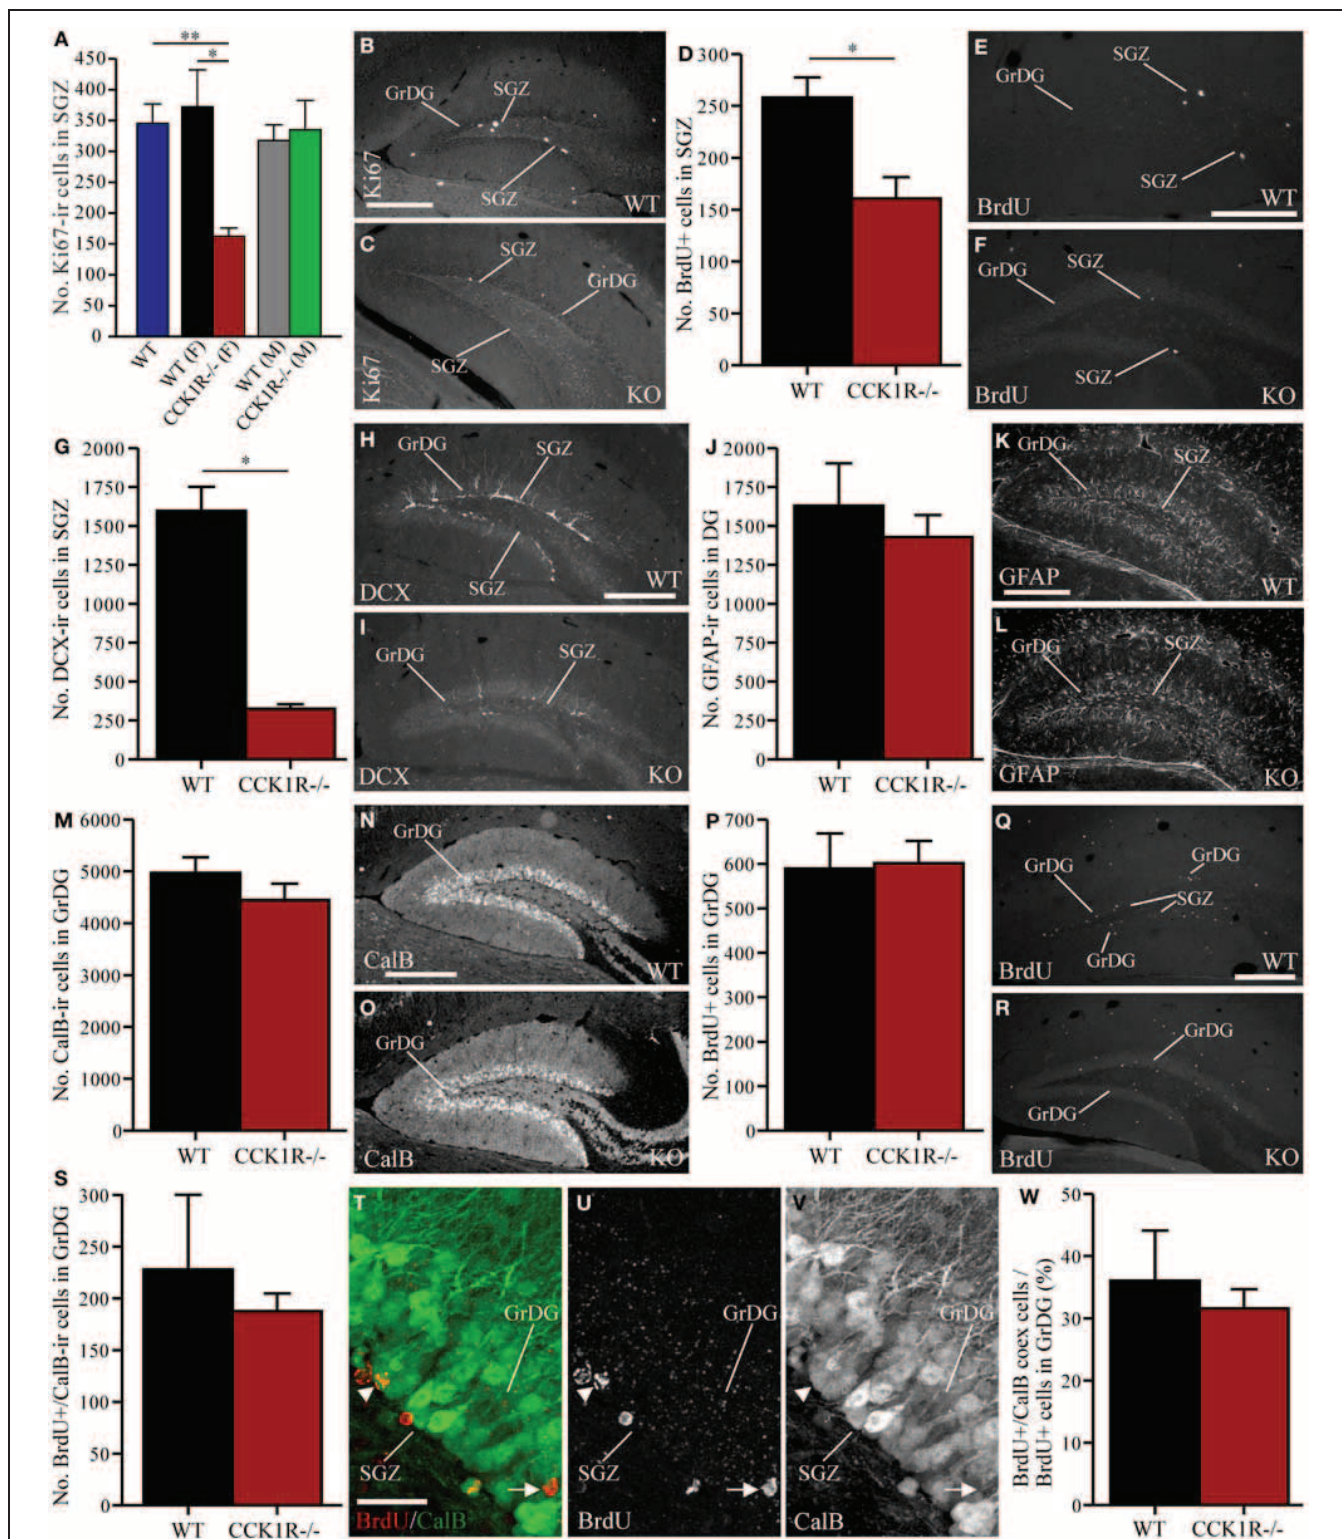 A
No. Ki67-ir cells in SGZ
450
400
350
300
250
200
150
100
50
0
**
*
WT
WT (F)
CCK1R-/- (F)
WT (M)
CCK1R-/- (M)
B
GrDG
SGZ
SGZ
Ki67
WT
C
SGZ
GrDG
SGZ
Ki67
KO
D
No. BrdU+ cells in SGZ
300
250
200
150
100
50
0
*
WT
CCK1R-/-
E
SGZ
GrDG
SGZ
WT
BrdU
F
GrDG
SGZ
SGZ
BrdU
KO
G
No. DCX-ir cells in SGZ
2000
1750
1500
1250
1000
750
500
250
0
*
WT
CCK1R-/-
H
GrDG
SGZ
SGZ
WT
DCX
I
GrDG
SGZ
DCX
KO
J
No. GFAP-ir cells in DG
2000
1750
1500
1250
1000
750
500
250
0
WT
CCK1R-/-
K
GrDG
SGZ
GFAP
WT
L
GrDG
SGZ
GFAP
KO
M
No. CalB-ir cells in GrDG
6000
5000
4000
3000
2000
1000
0
WT
CCK1R-/-
N
GrDG
CalB
WT
O
GrDG
CalB
KO
P
No. BrdU+ cells in GrDG
700
600
500
400
300
200
100
0
WT
CCK1R-/-
Q
GrDG
GrDG
SGZ
GrDG
BrdU
WT
R
GrDG
GrDG
BrdU
KO
S
No. BrdU+/CalB-ir cells in GrDG
300
250
200
150
100
50
0
WT
CCK1R-/-
T
GrDG
SGZ
BrdU/CalB
U
GrDG
SGZ
BrdU
V
GrDG
SGZ
CalB
W
BrdU+/CalB coex cells /
BrdU+ cells in GrDG (%)
50
40
30
20
10
0
WT
CCK1R-/-